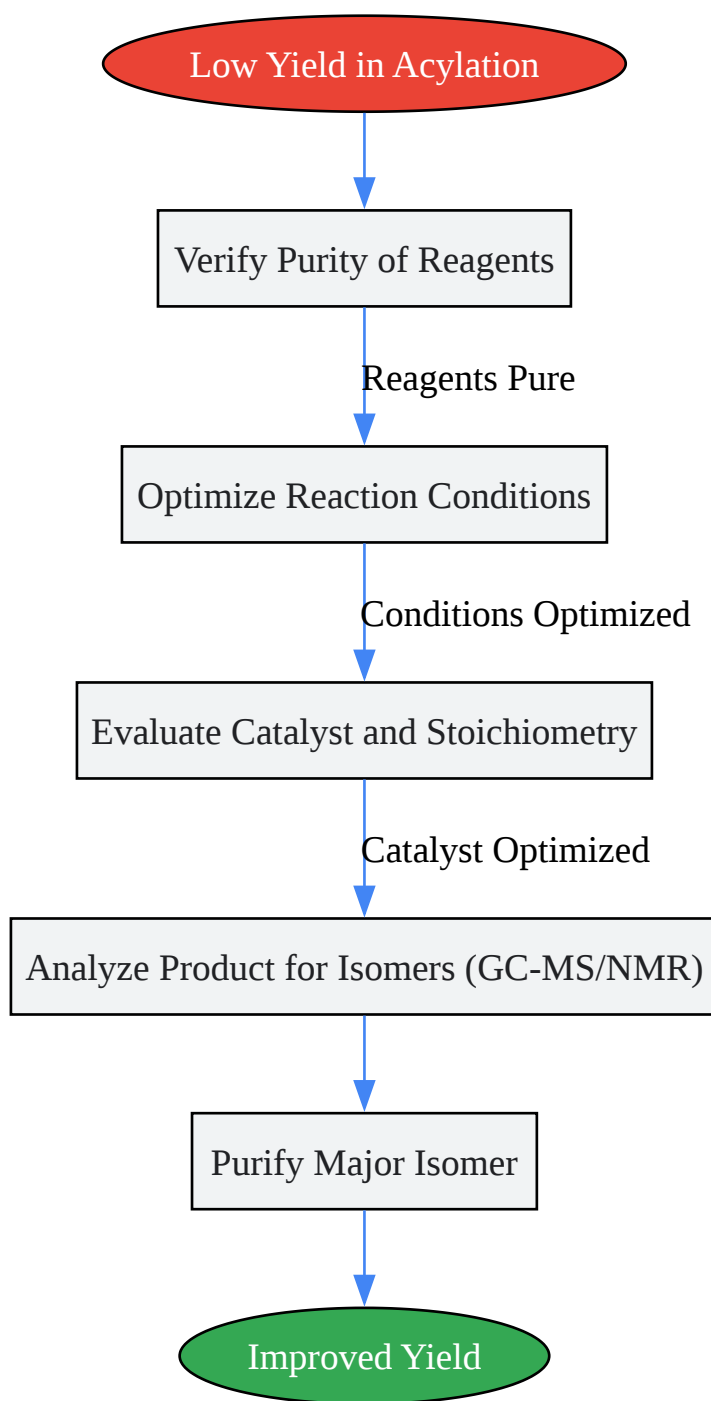 Low Yield in Acylation
Verify Purity of Reagents
Reagents Pure
Optimize Reaction Conditions
Conditions Optimized
Evaluate Catalyst and Stoichiometry
Catalyst Optimized
Analyze Product for Isomers (GC-MS/NMR)
Purify Major Isomer
Improved Yield